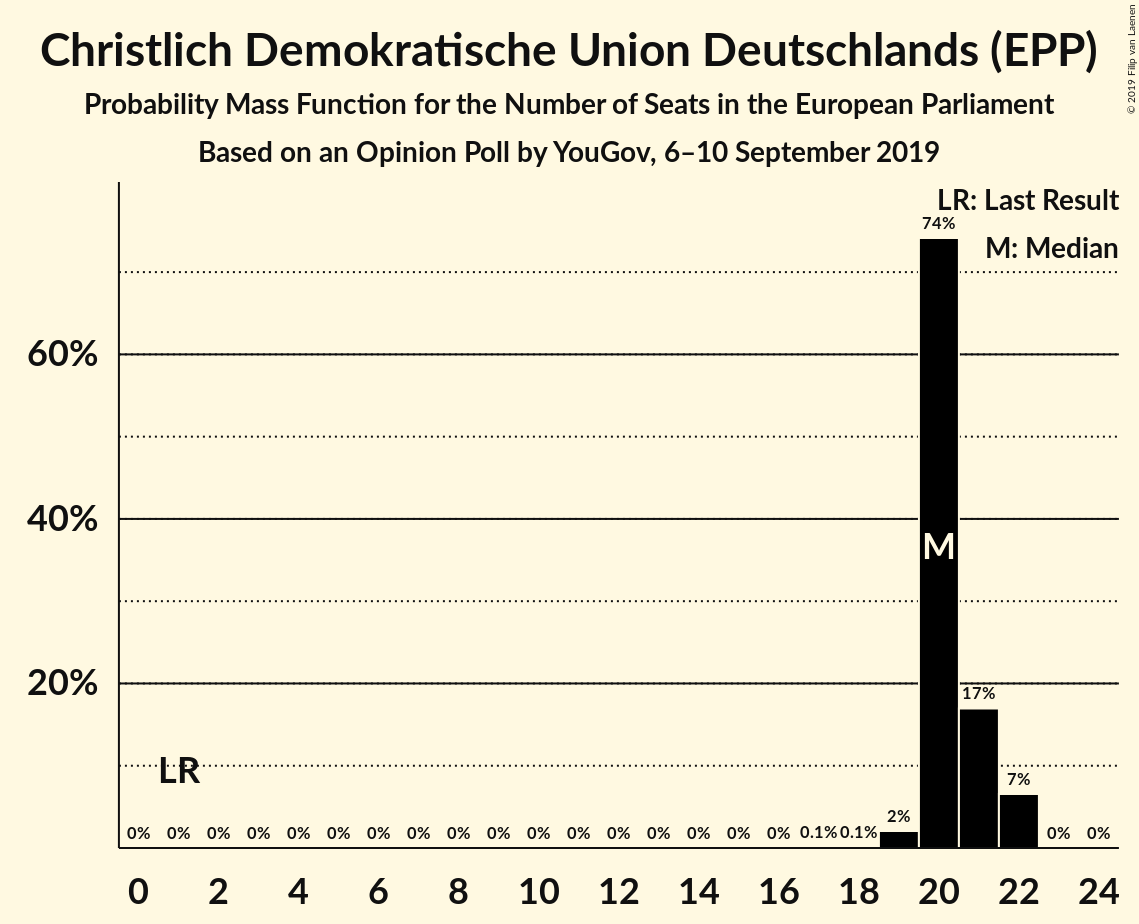 Christlich Demokratische Union Deutschlands (EPP)
Probability Mass Function for the Number of Seats in the European Parliament
Based on an Opinion Poll by YouGov, 6–10 September 2019
© 2019 Filip van Laenen
LR: Last Result
M: Median
74%
60%
40%
M
20%
17%
LR
7%
2%
0% 0% 0% 0% 0% 0% 0% 0% 0% 0% 0% 0% 0% 0% 0% 0% 0% 0.1% 0.1% 0% 0%
0 2 4 6 8 10 12 14 16 18 20 22 24